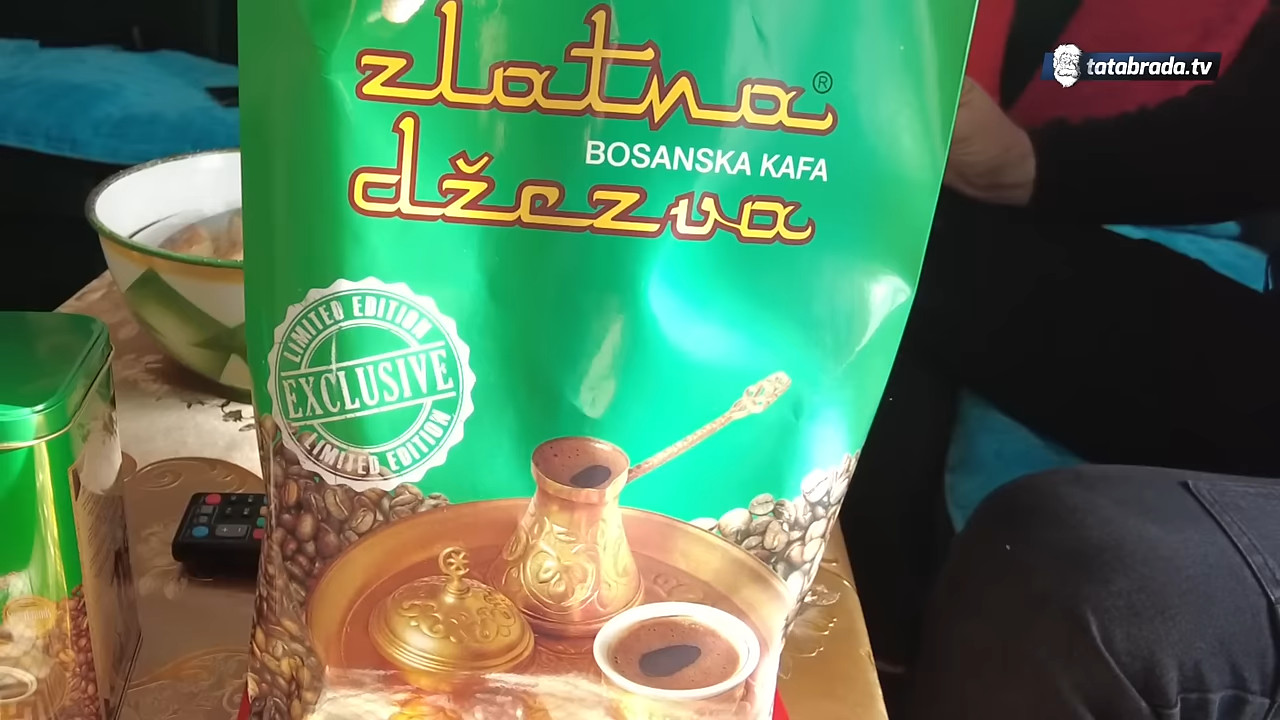 zlatna®
BOSANSKA KAFA
džezva
LIMITED EDITION
EXCLUSIVE
LIMITED EDITION
tatabrada.tv